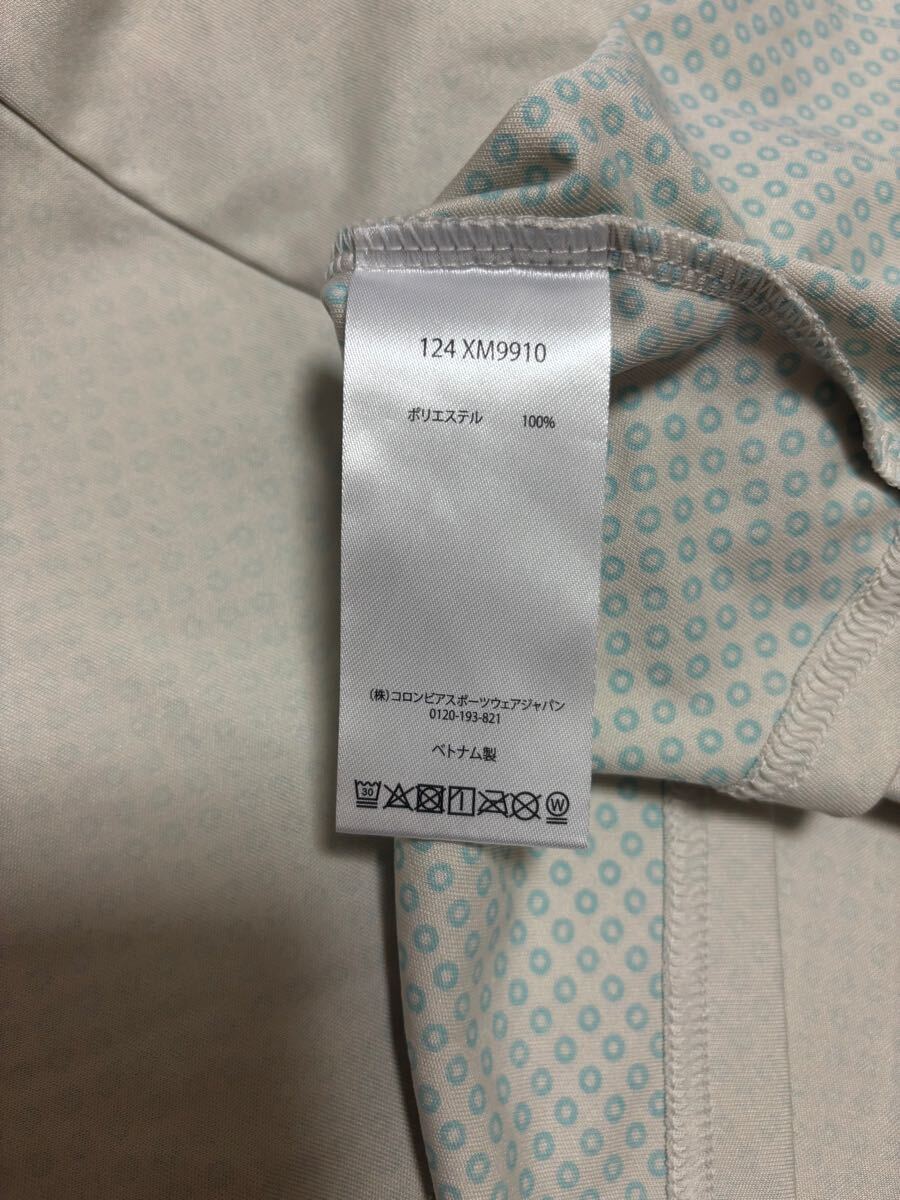 124 XM9910
ポリエステル 100%
(株)コロンビアスポーツウェアジャパン
0120-193-821
ベトナム製
30 W